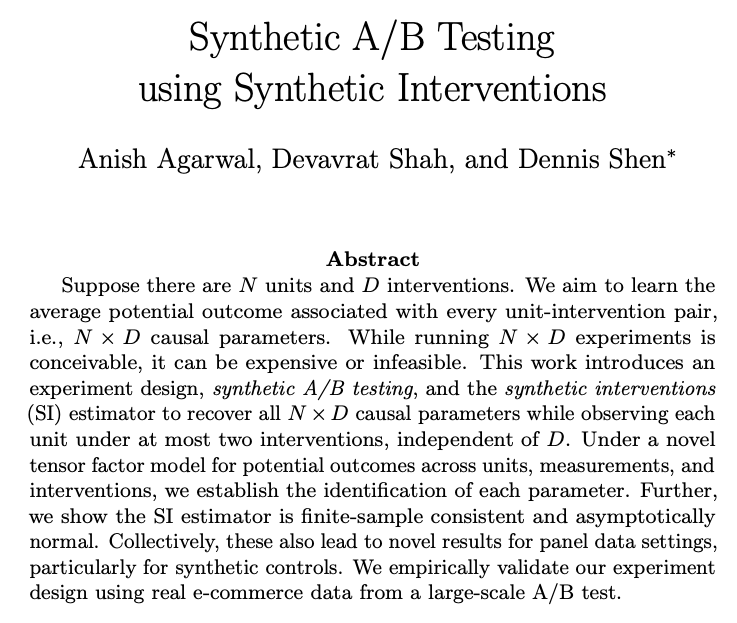 Synthetic A/B Testing
using Synthetic Interventions
Anish Agarwal, Devavrat Shah, and Dennis Shen*
Abstract
Suppose there are N units and D interventions. We aim to learn the
average potential outcome associated with every unit-intervention pair,
i.e., N × D causal parameters. While running N × D experiments is
conceivable, it can be expensive or infeasible. This work introduces an
experiment design, synthetic A/B testing, and the synthetic interventions
(SI) estimator to recover all N × D causal parameters while observing each
unit under at most two interventions, independent of D. Under a novel
tensor factor model for potential outcomes across units, measurements, and
interventions, we establish the identification of each parameter. Further,
we show the SI estimator is finite-sample consistent and asymptotically
normal. Collectively, these also lead to novel results for panel data settings,
particularly for synthetic controls. We empirically validate our experiment
design using real e-commerce data from a large-scale A/B test.